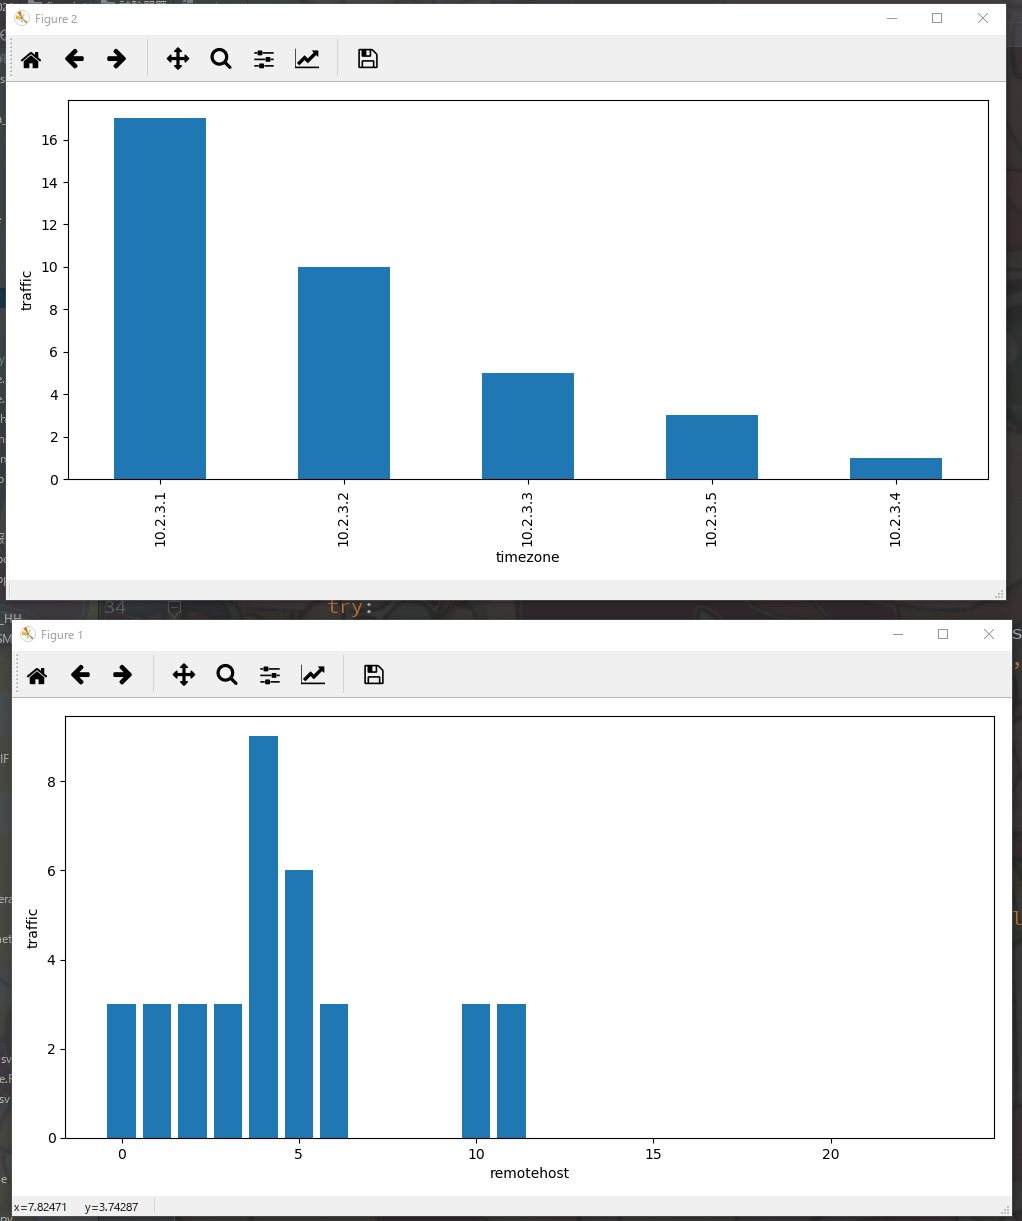 Figure 2
traffic
16
14
12
10
8
6
4
2
0
10.2.3.1
10.2.3.2
10.2.3.3
10.2.3.5
10.2.3.4
timezone
34 try:
Figure 1
traffic
8
6
4
2
0
0 5 10 15 20
remotehost
x=7.82471 y=3.74287